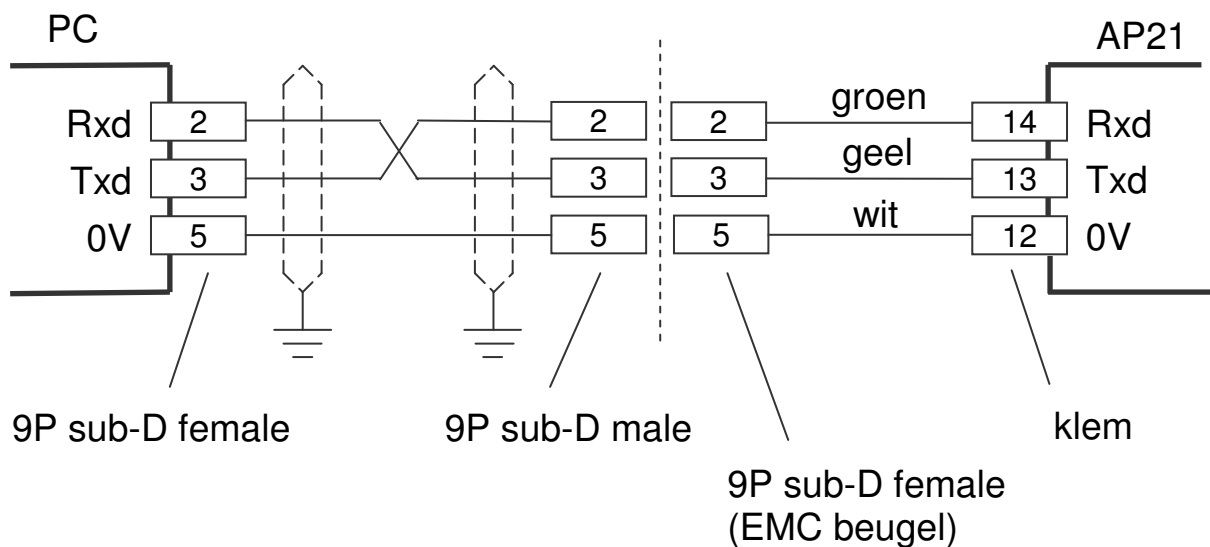 PC
AP21
Rxd 2 2 2 groen 14 Rxd
Txd 3 3 3 geel 13 Txd
0V 5 5 5 wit 12 0V
9P sub-D female
9P sub-D male
klem
9P sub-D female
(EMC beugel)